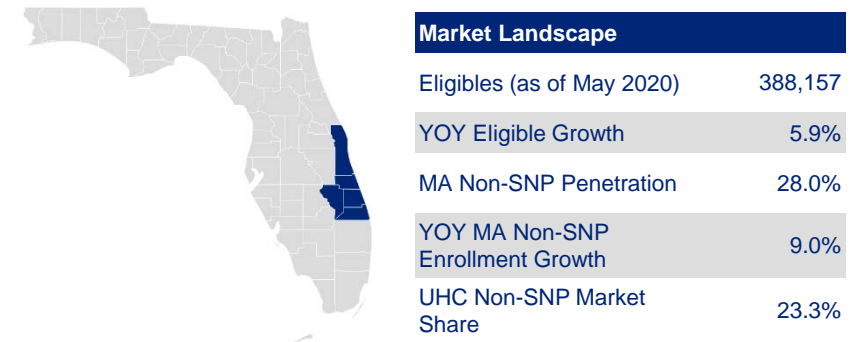 Market Landscape
Eligibles (as of May 2020) 388,157
YOY Eligible Growth 5.9%
MA Non-SNP Penetration 28.0%
YOY MA Non-SNP
Enrollment Growth 9.0%
UHC Non-SNP Market
Share 23.3%